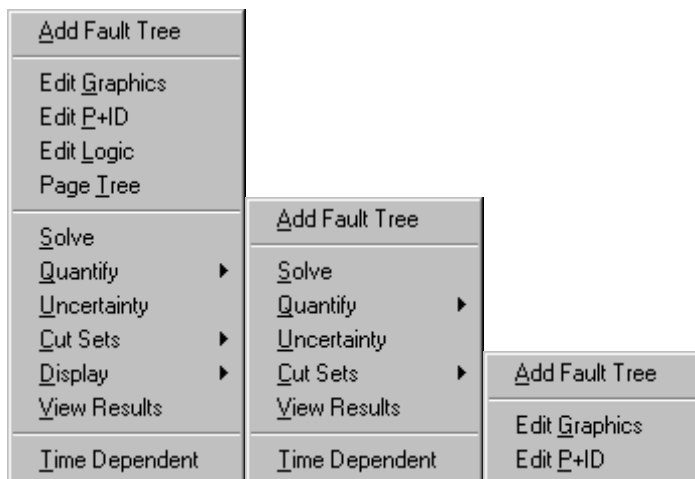 Add Fault Tree
Edit Graphics
Edit P+ID
Edit Logic
Page Tree
Solve
Quantify
Uncertainty
Cut Sets
Display
View Results
Time Dependent
Add Fault Tree
Solve
Quantify
Uncertainty
Cut Sets
View Results
Time Dependent
Add Fault Tree
Edit Graphics
Edit P+ID